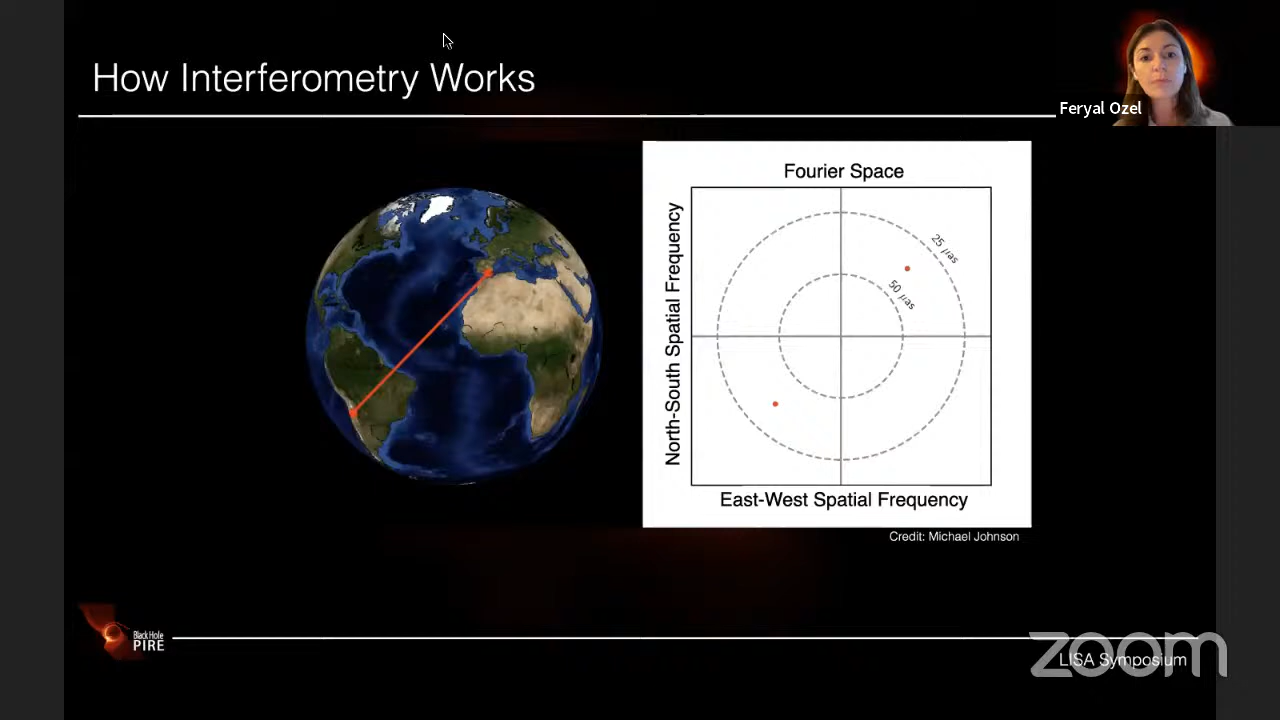 How Interferometry Works
Feryal Ozel
Fourier Space
North-South Spatial Frequency
25 µas
50 µas
East-West Spatial Frequency
Credit: Michael Johnson
Black Hole
PIRE
zoom
LISA Symposium